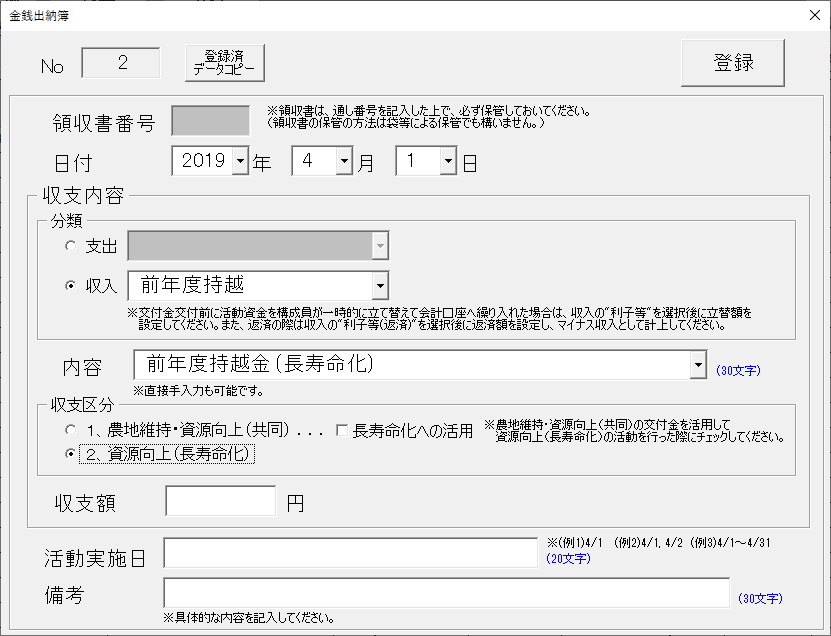 金銭出納簿
No 2 登録済データコピー 登録
領収書番号
※領収書は、通し番号を記入した上で、必ず保管しておいてください。
(領収書の保管の方法は袋等による保管でも構いません。)
日付 2019 年 4 月 1 日
収支内容
分類
支出
収入 前年度持越
※交付金交付前に活動資金を構成員が一時的に立て替えて会計口座へ繰り入れた場合は、収入の"利子等"を選択後に立替額を
設定してください。また、返済の際は収入の"利子等(返済)"を選択後に返済額を設定し、マイナス収入として計上してください。
内容 前年度持越金(長寿命化) (30文字)
※直接手入力も可能です。
収支区分
1、農地維持・資源向上(共同) . . . 長寿命化への活用
※農地維持・資源向上(共同)の交付金を活用して
資源向上(長寿命化)の活動を行った際にチェックしてください。
2、資源向上(長寿命化)
収支額 円
活動実施日 ※(例1)4/1 (例2)4/1, 4/2 (例3)4/1~4/31
(20文字)
備考 (30文字)
※具体的な内容を記入してください。